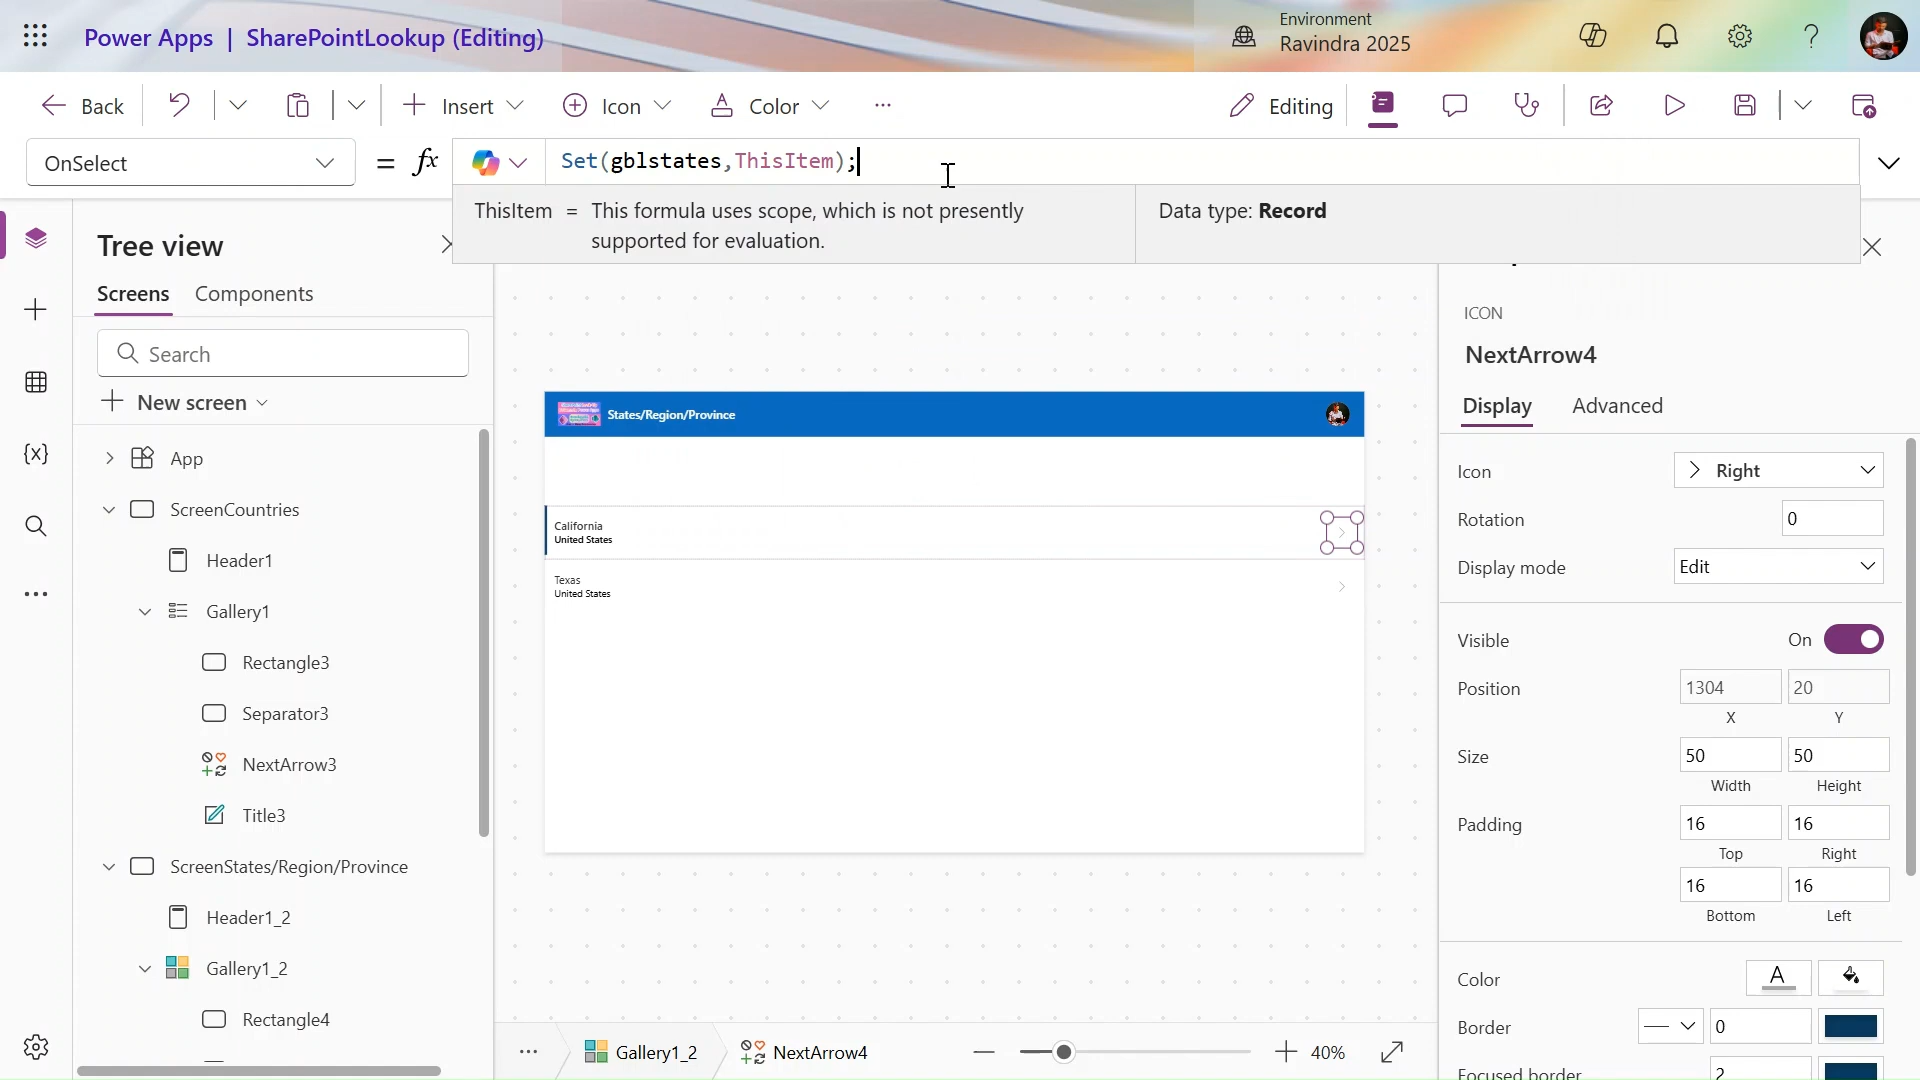 Power Apps | SharePointLookup (Editing)
Environment
Ravindra 2025
Back
Insert
Icon
Color
Editing
OnSelect
= fx
Set(gblstates,ThisItem);
ThisItem = This formula uses scope, which is not presently
supported for evaluation.
Data type: Record
Tree view
Screens
Components
Search
New screen
App
ScreenCountries
Header1
Gallery1
Rectangle3
Separator3
NextArrow3
Title3
ScreenStates/Region/Province
Header1_2
Gallery1_2
Rectangle4
States/Region/Province
California
United States
Texas
United States
Gallery1_2
NextArrow4
40%
ICON
NextArrow4
Display
Advanced
Icon
Right
Rotation
0
Display mode
Edit
Visible
On
Position
1304
20
X
Y
Size
50
50
Width
Height
Padding
16
16
Top
Right
16
16
Bottom
Left
Color
Border
0
Focused border
2